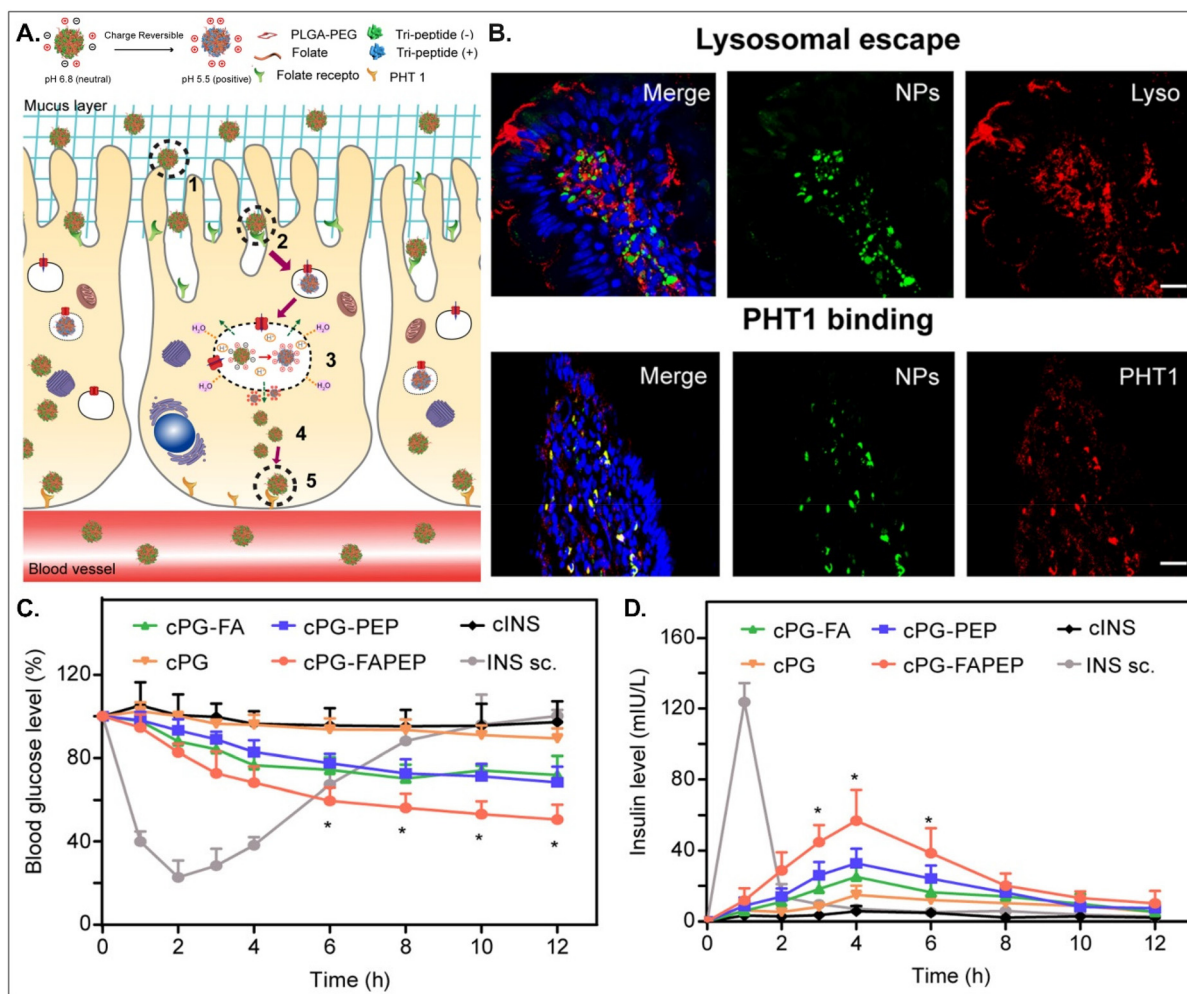 A.
Charge Reversible
pH 6.8 (neutral)
pH 5.5 (positive)
PLGA-PEG
Folate
Folate recepto
Tri-peptide (-)
Tri-peptide (+)
PHT 1
Mucus layer
1
2
3
4
5
H₂O
H₂O
H₂O
H₂O
H⁺
H⁺
H⁺
H⁺
Blood vessel
B.
Lysosomal escape
Merge
NPs
Lyso
PHT1 binding
Merge
NPs
PHT1
C.
cPG-FA
cPG-PEP
cINS
cPG
cPG-FAPEP
INS sc.
Blood glucose level (%)
120
80
40
0
*
*
*
*
0 2 4 6 8 10 12
Time (h)
D.
cPG-FA
cPG-PEP
cINS
cPG
cPG-FAPEP
INS sc.
Insulin level (mIU/L)
160
120
80
40
0
*
*
*
0 2 4 6 8 10 12
Time (h)